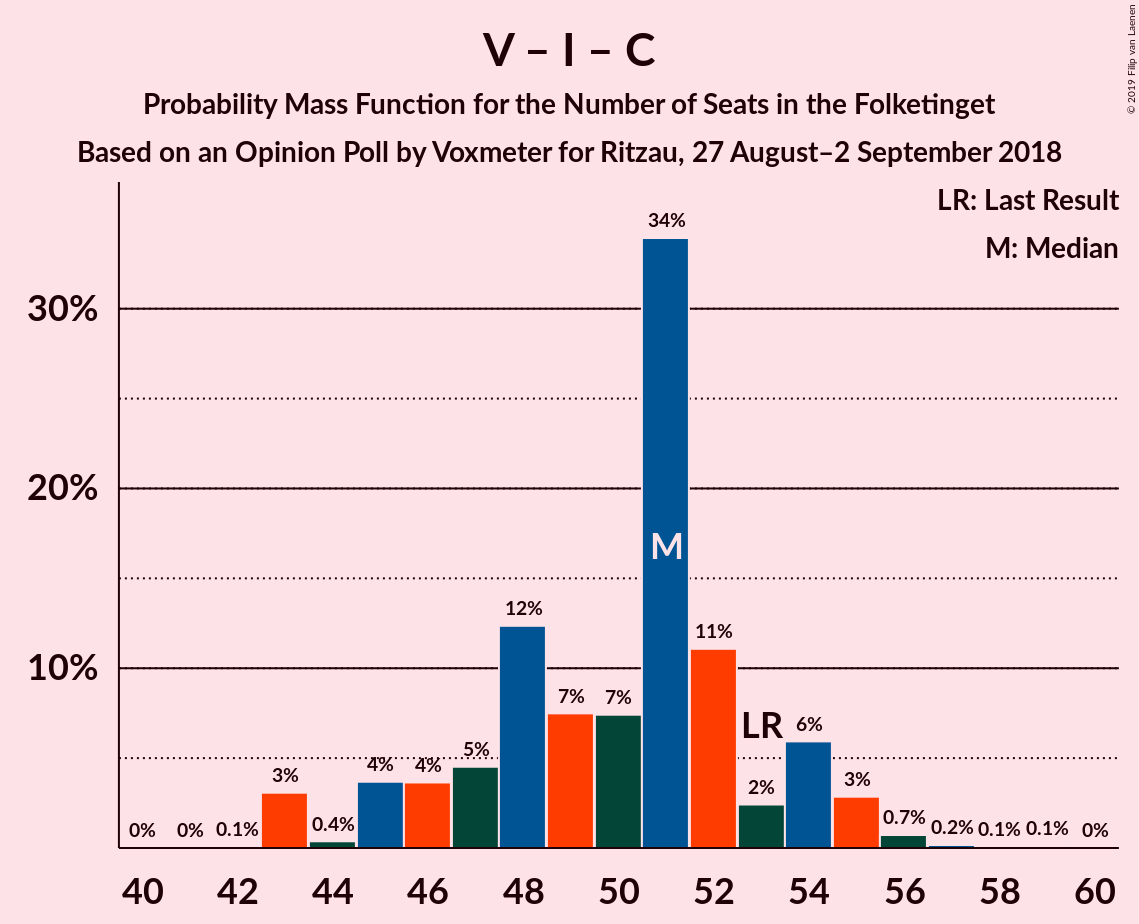 V – I – C
Probability Mass Function for the Number of Seats in the Folketinget
Based on an Opinion Poll by Voxmeter for Ritzau, 27 August–2 September 2018
© 2019 Filip van Laenen
LR: Last Result
M: Median
30%
20%
10%
0%
0%
0.1%
3%
0.4%
4%
4%
5%
12%
7%
7%
34%
M
11%
LR
2%
6%
3%
0.7%
0.2%
0.1%
0.1%
0%
40 42 44 46 48 50 52 54 56 58 60